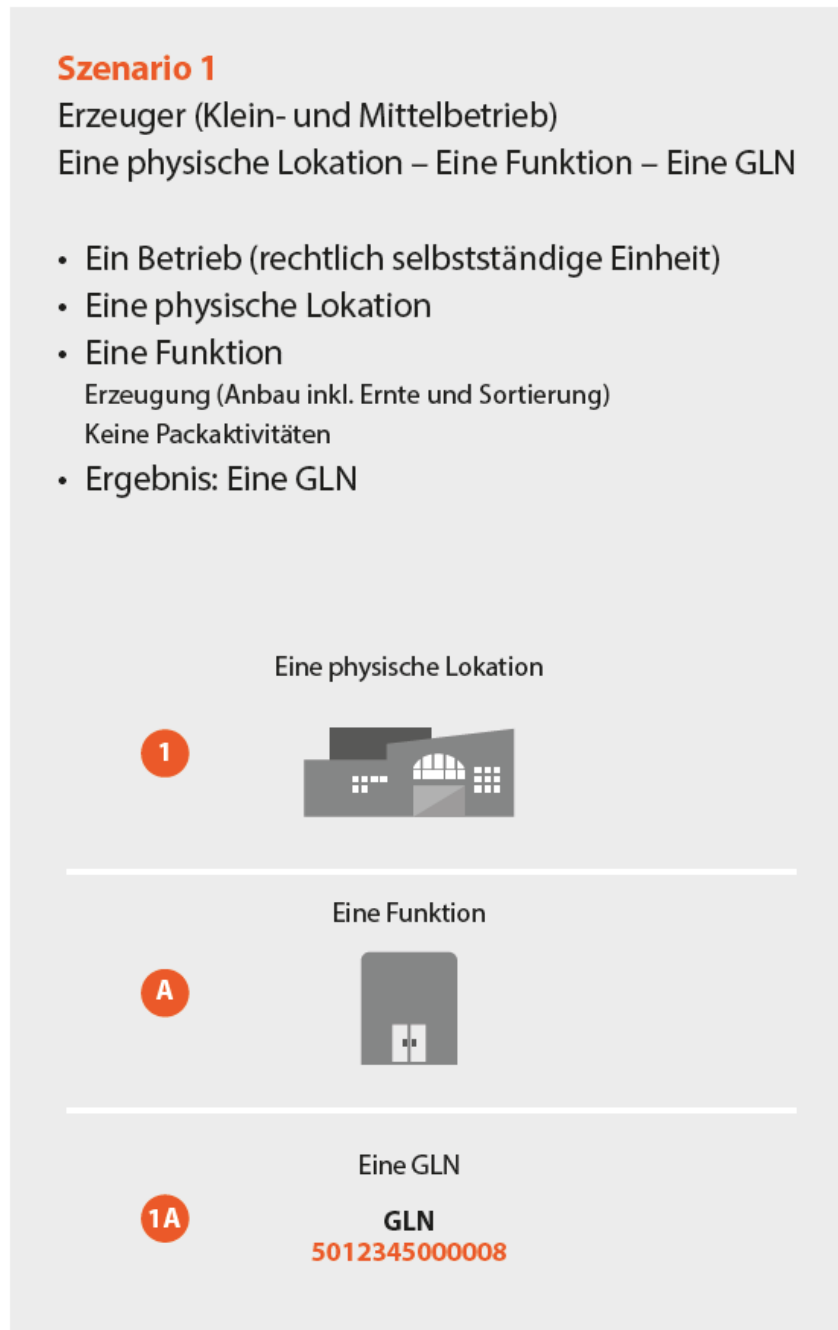 Szenario 1
Erzeuger (Klein- und Mittelbetrieb)
Eine physische Lokation – Eine Funktion – Eine GLN
• Ein Betrieb (rechtlich selbstständige Einheit)
• Eine physische Lokation
• Eine Funktion
Erzeugung (Anbau inkl. Ernte und Sortierung)
Keine Packaktivitäten
• Ergebnis: Eine GLN
Eine physische Lokation
1
Eine Funktion
A
Eine GLN
1A
GLN
5012345000008